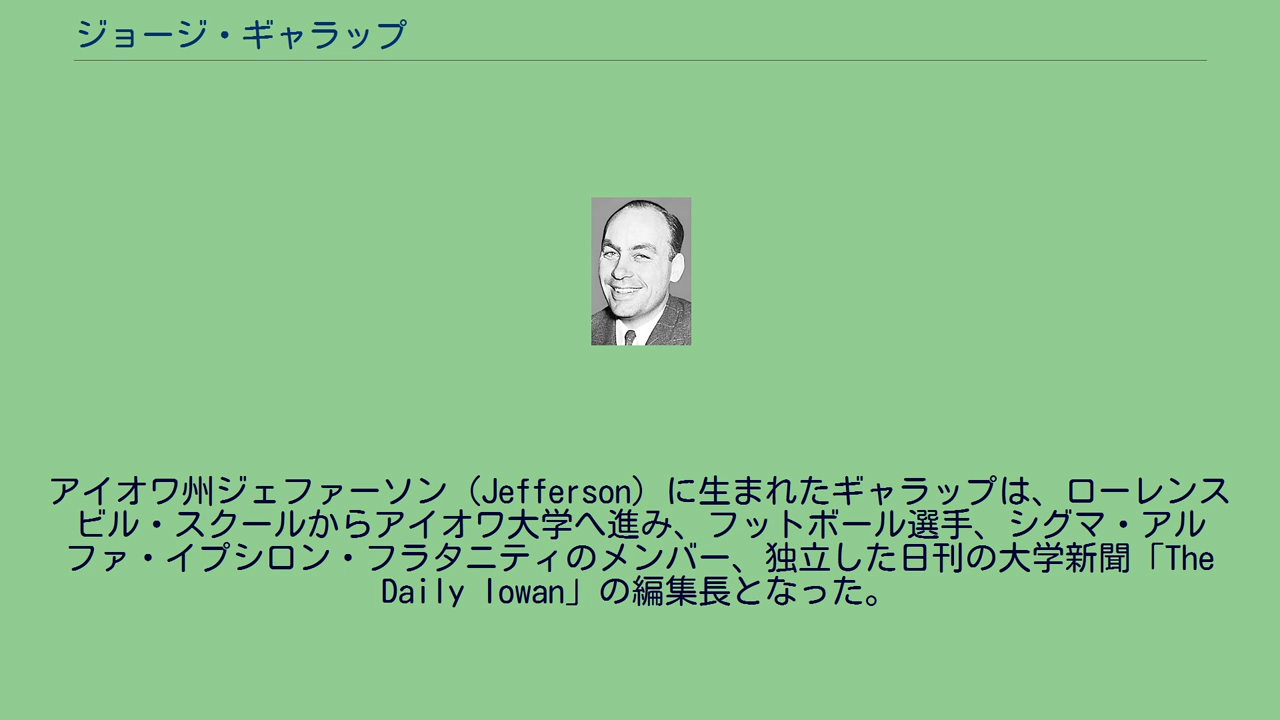 ジョージ・ギャラップ
アイオワ州ジェファーソン（Jefferson）に生まれたギャラップは、ローレンス
ビル・スクールからアイオワ大学へ進み、フットボール選手、シグマ・アル
ファ・イプシロン・フラタニティのメンバー、独立した日刊の大学新聞「The
Daily Iowan」の編集長となった。